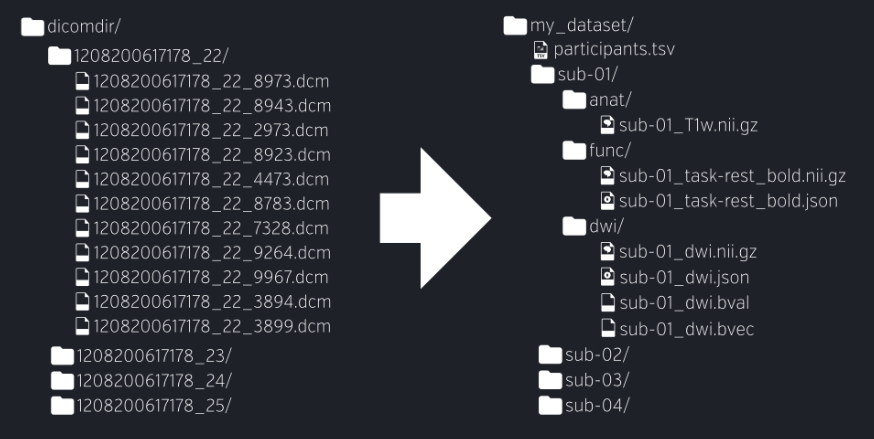 dicomdir/
1208200617178_22/
1208200617178_22_8973.dcm
1208200617178_22_8943.dcm
1208200617178_22_2973.dcm
1208200617178_22_8923.dcm
1208200617178_22_4473.dcm
1208200617178_22_8783.dcm
1208200617178_22_7328.dcm
1208200617178_22_9264.dcm
1208200617178_22_9967.dcm
1208200617178_22_3894.dcm
1208200617178_22_3899.dcm
1208200617178_23/
1208200617178_24/
1208200617178_25/
my_dataset/
participants.tsv
sub-01/
anat/
sub-01_T1w.nii.gz
func/
sub-01_task-rest_bold.nii.gz
sub-01_task-rest_bold.json
dwi/
sub-01_dwi.nii.gz
sub-01_dwi.json
sub-01_dwi.bval
sub-01_dwi.bvec
sub-02/
sub-03/
sub-04/